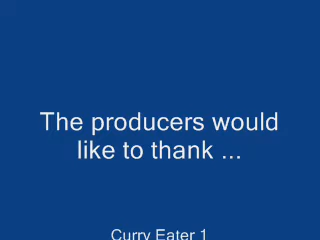 The producers would
like to thank ...
Curry Eater 1